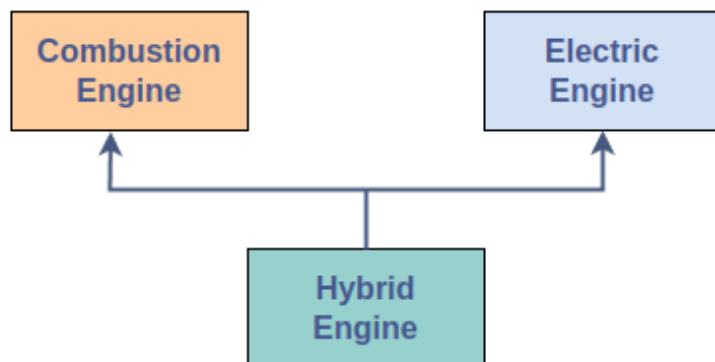 Combustion
Engine
Electric
Engine
Hybrid
Engine